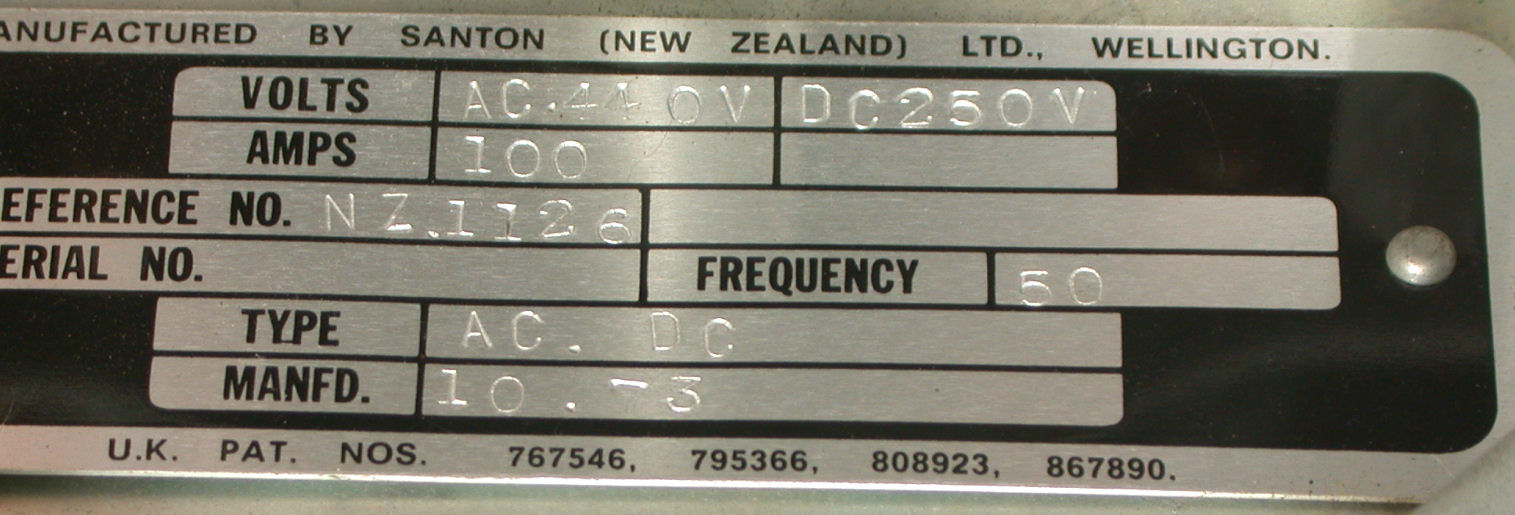 ANUFACTURED BY SANTON (NEW ZEALAND) LTD., WELLINGTON.
VOLTS AC.440V DC250V
AMPS 100
EFERENCE NO. NZ.1126
ERIAL NO. FREQUENCY 50
TYPE AC. DC
MANFD. 10.73
U.K. PAT. NOS. 767546, 795366, 808923, 867890.